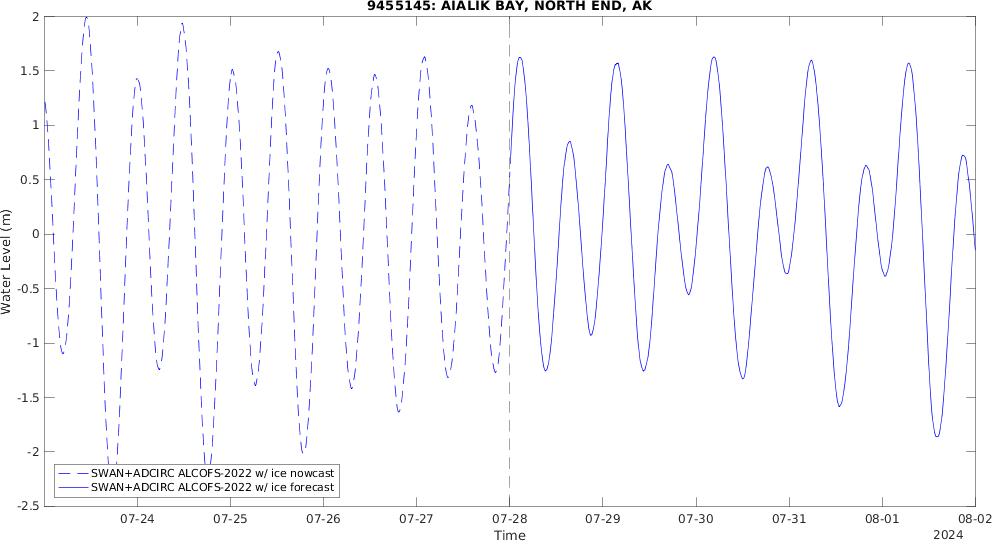 9455145: AIALIK BAY, NORTH END, AK
2
1.5
1
0.5
0
-0.5
-1
-1.5
-2
-2.5
Water Level (m)
SWAN+ADCIRC ALCOFS-2022 w/ ice nowcast
SWAN+ADCIRC ALCOFS-2022 w/ ice forecast
07-24 07-25 07-26 07-27 07-28 07-29 07-30 07-31 08-01 08-02
Time
2024